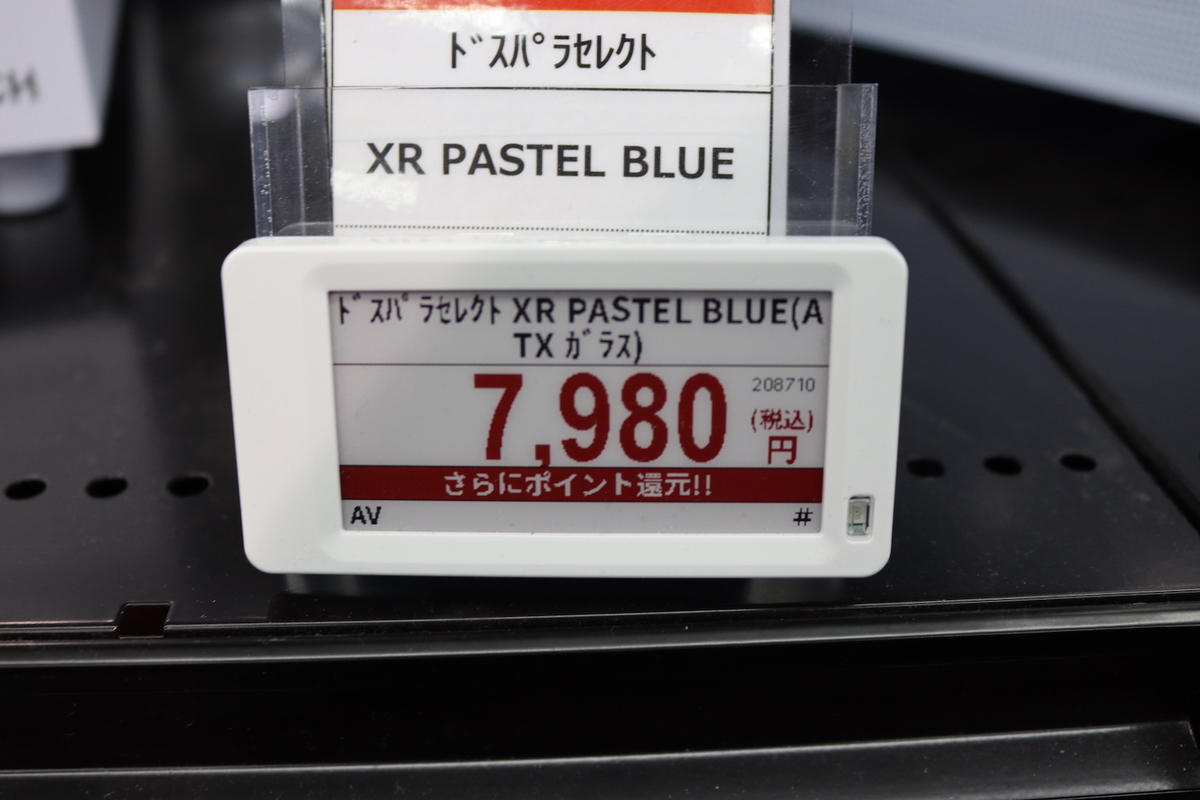 CH
ﾄﾞｽﾊﾟﾗｾﾚｸﾄ
XR PASTEL BLUE
ﾄﾞｽﾊﾟﾗｾﾚｸﾄ XR PASTEL BLUE(A
TX ｶﾞﾗｽ)
7,980
208710
(税込)
円
さらにポイント還元!!
AV #